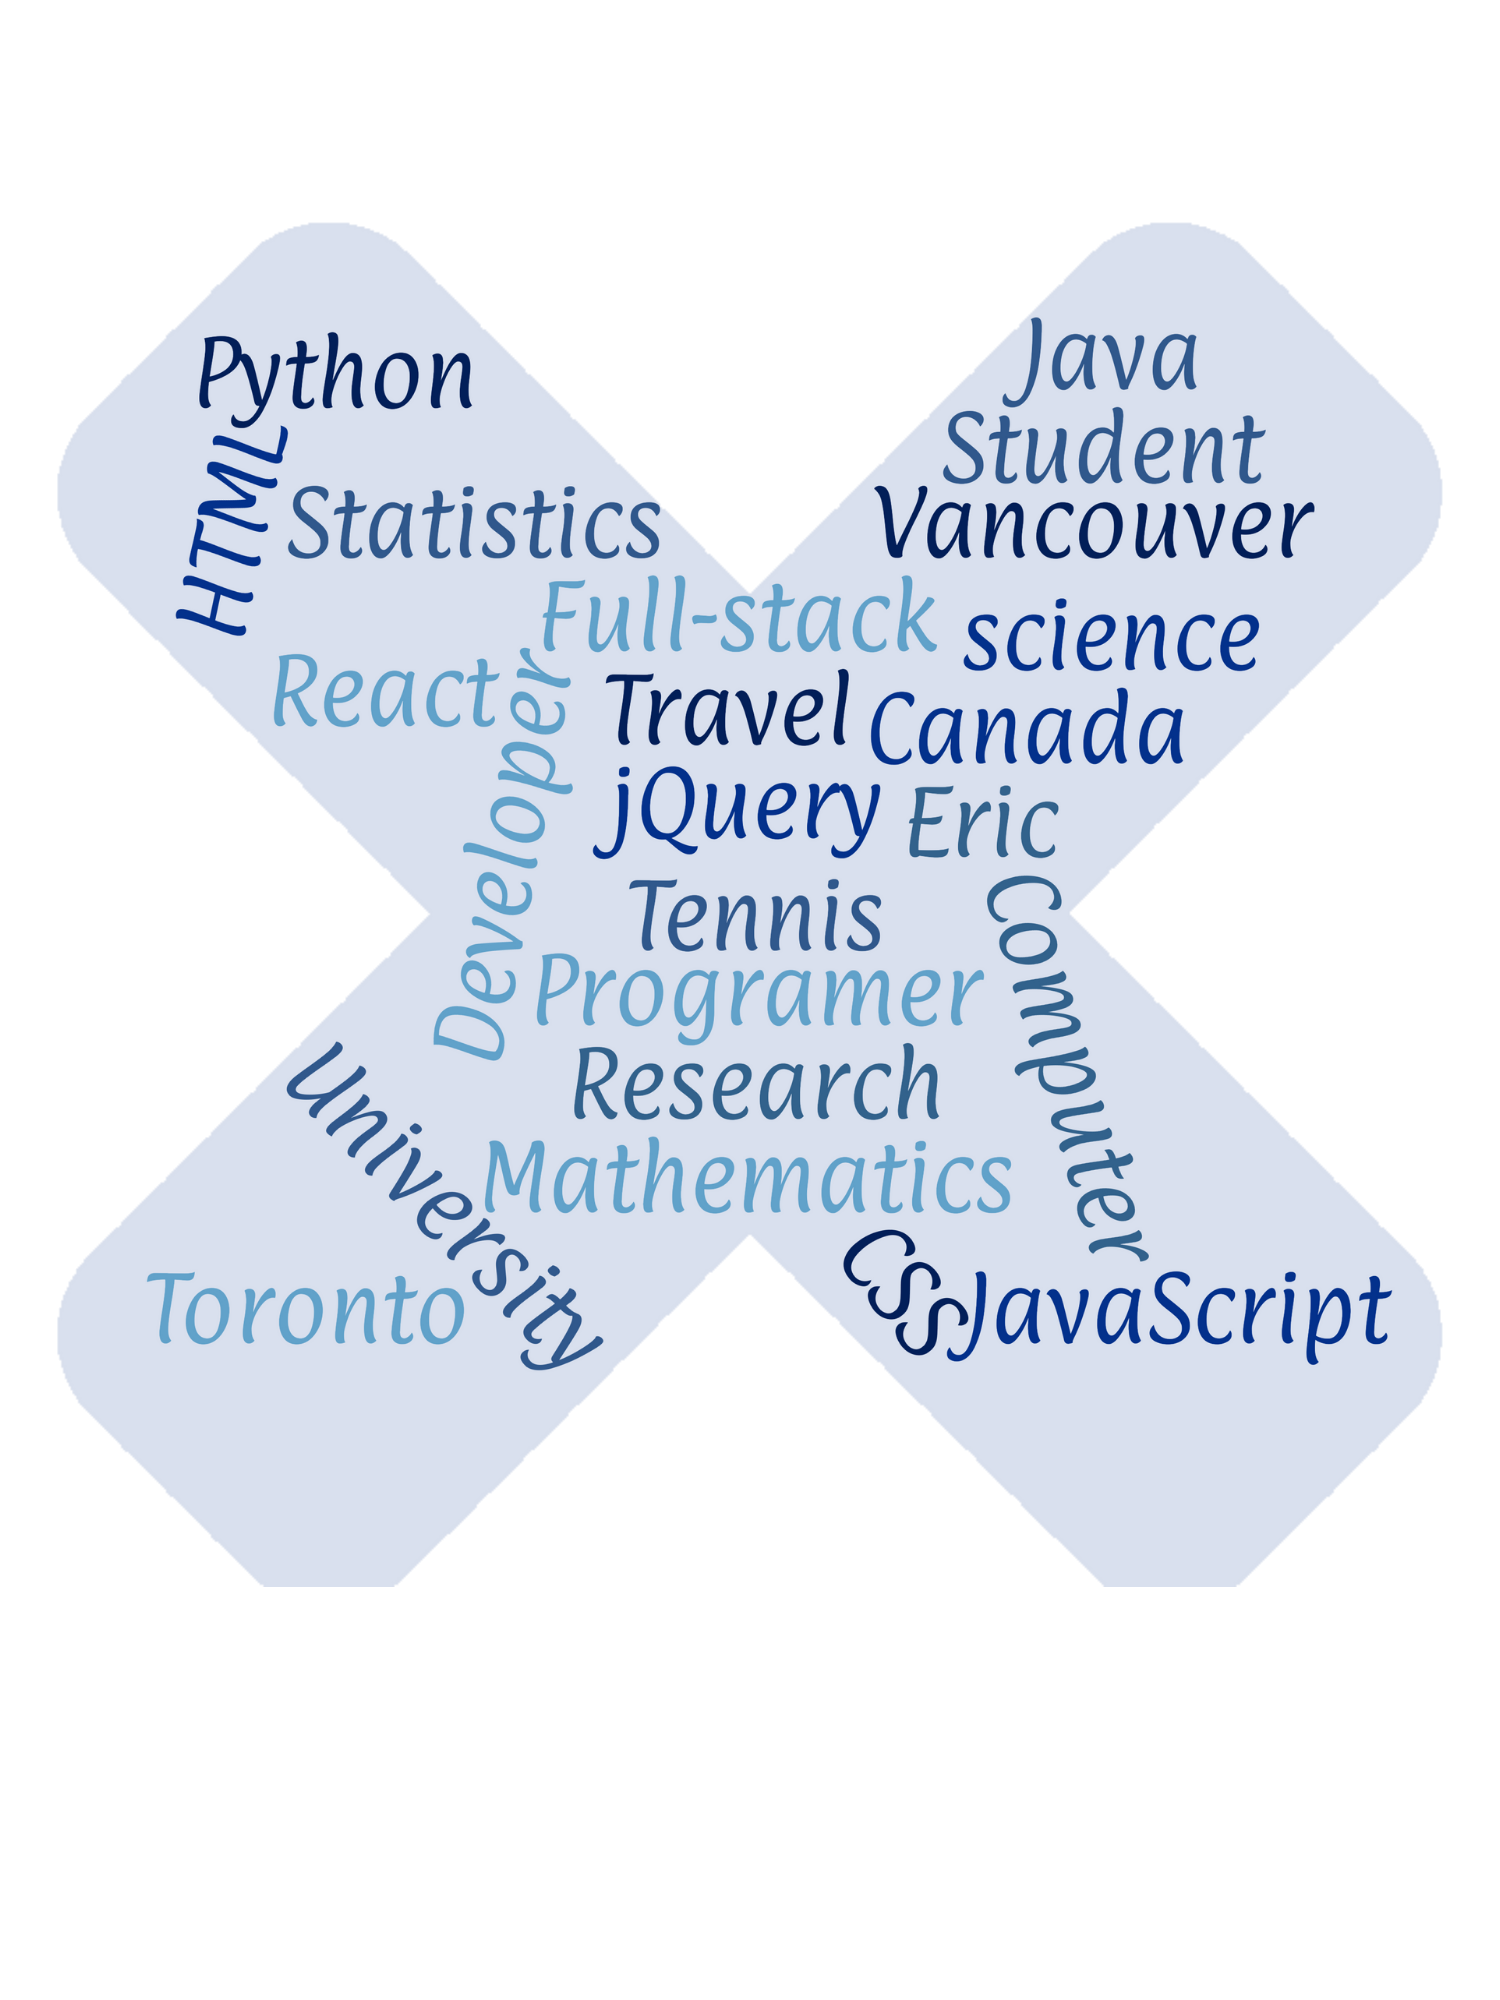 Python
Java
Student
HTML
Statistics
Vancouver
Full-stack
science
React
Developer
Travel
Canada
jQuery
Eric
Tennis
Computer
Programer
Research
University
Mathematics
Toronto
CSS
JavaScript